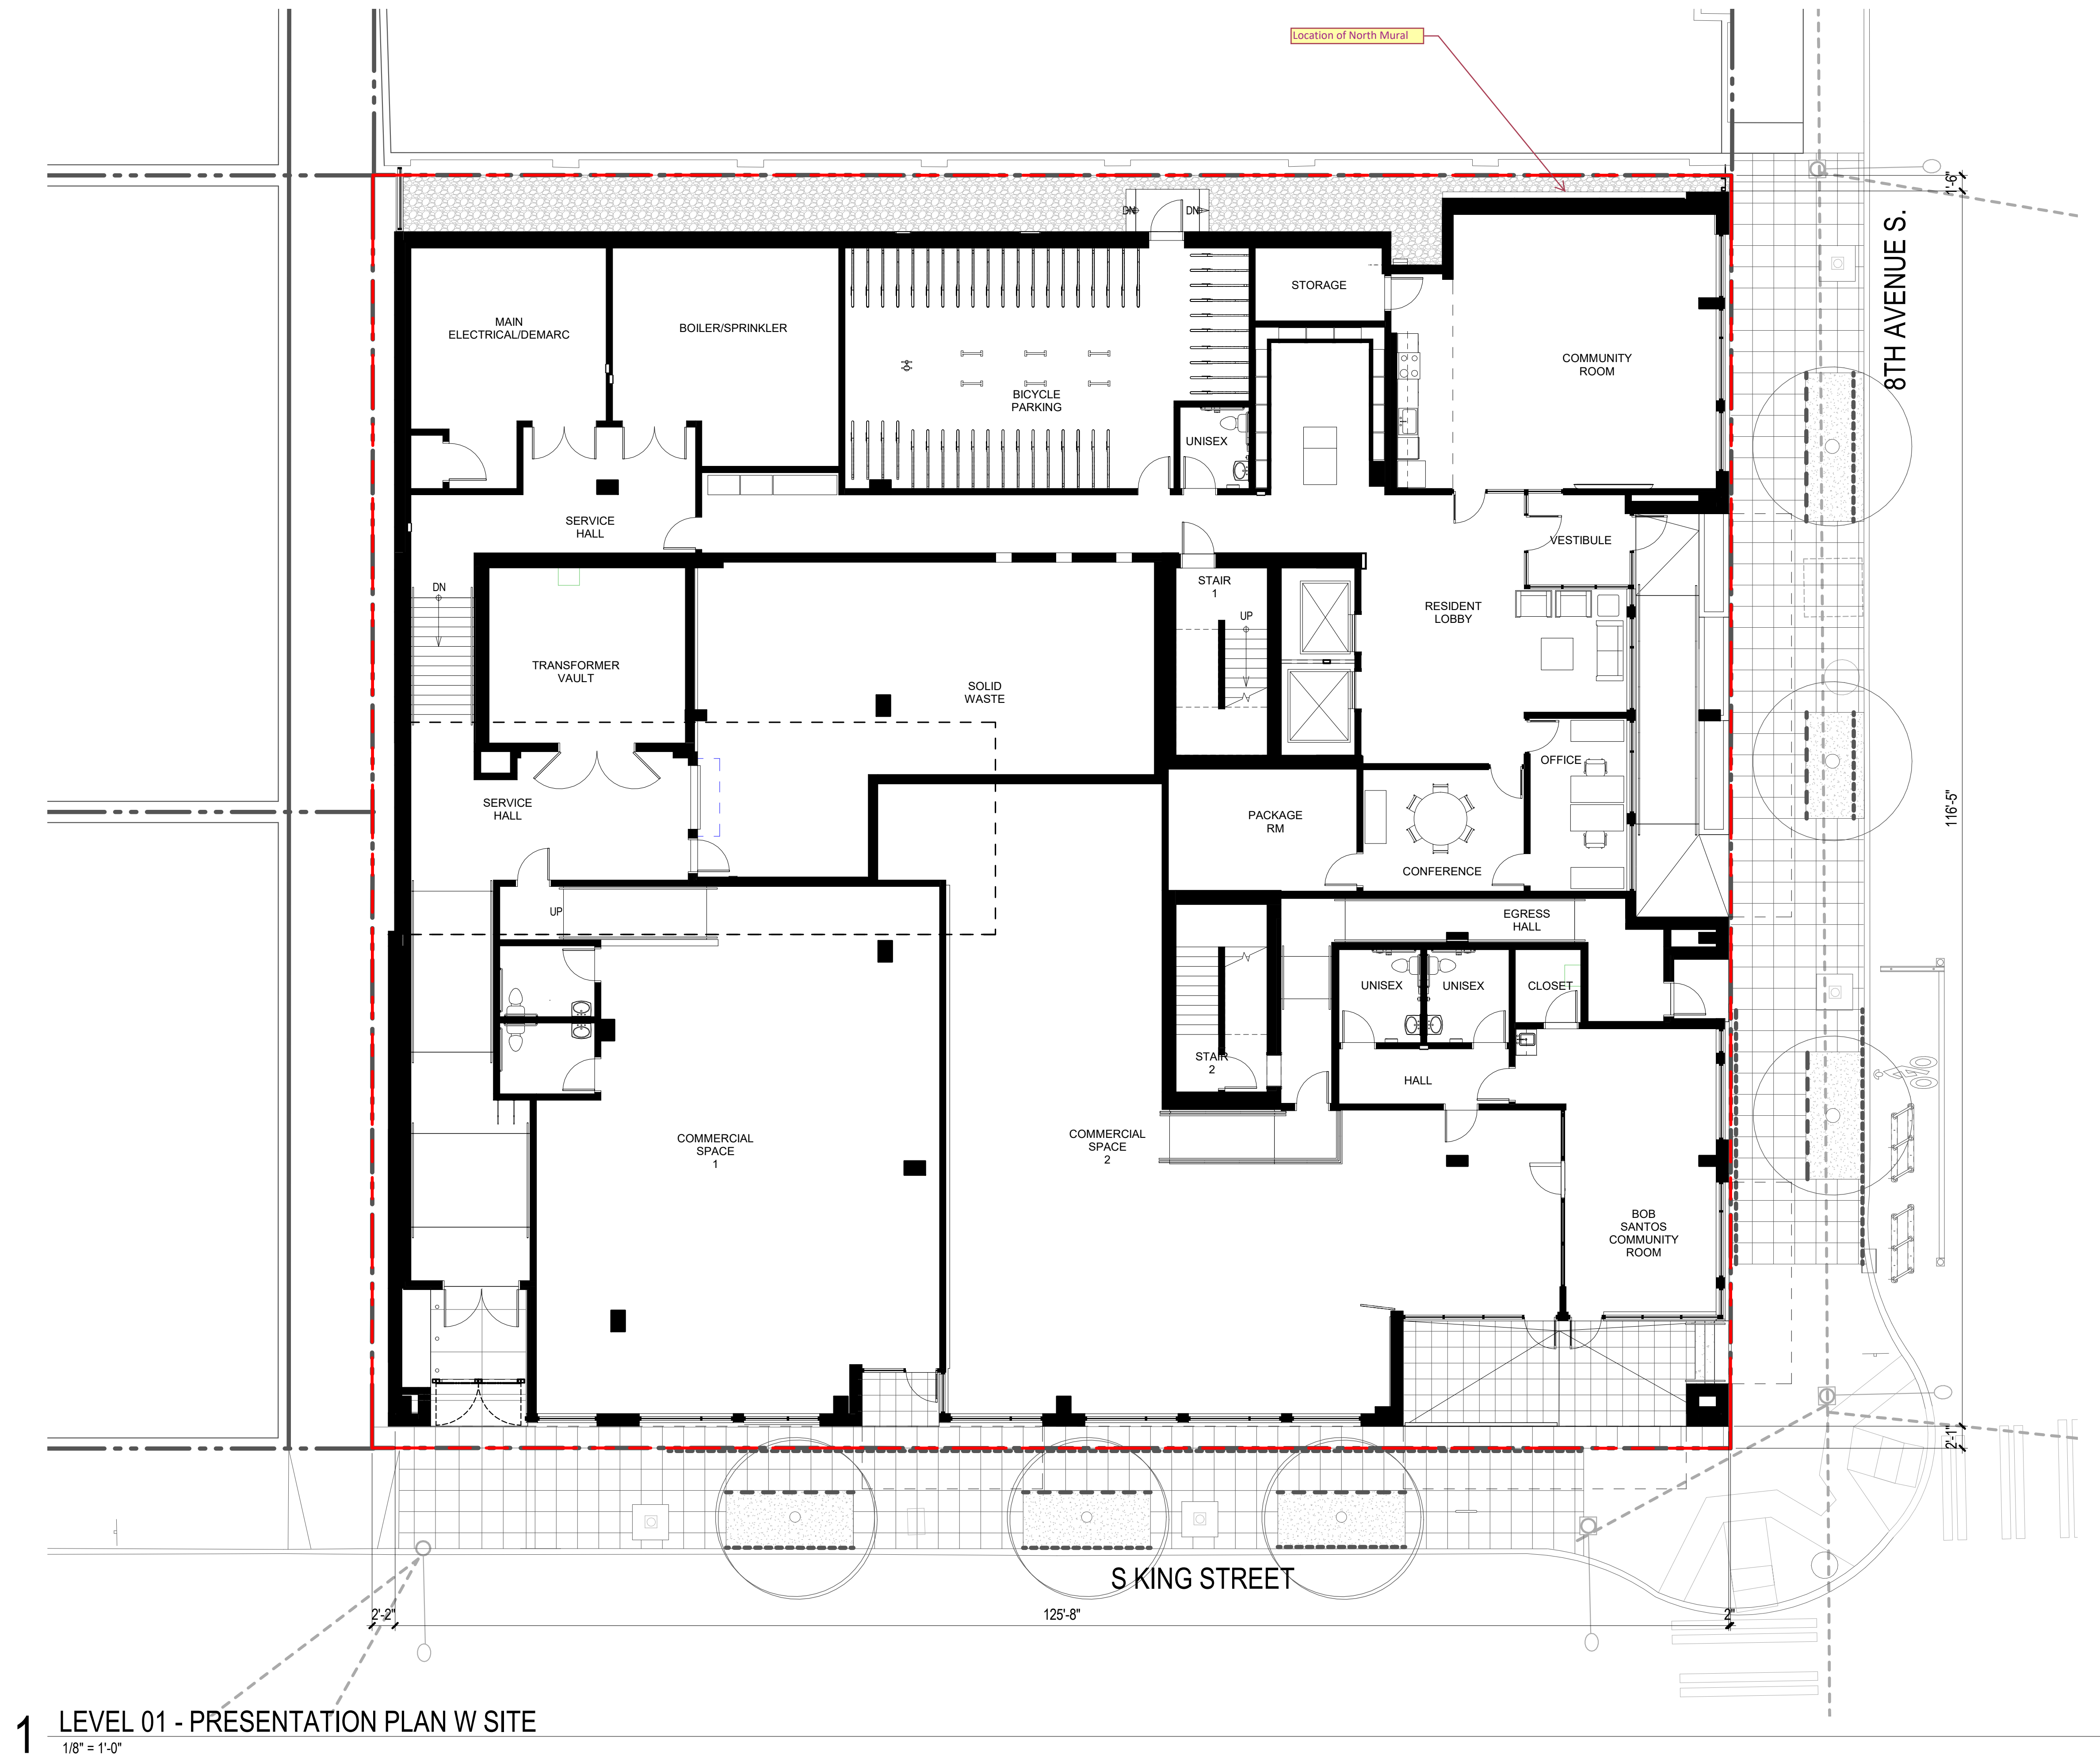 Location of North Mural
1'-6"
8TH AVENUE S.
DN
DN
STORAGE
MAIN
ELECTRICAL/DEMARC
BOILER/SPRINKLER
COMMUNITY
ROOM
BICYCLE
PARKING
UNISEX
SERVICE
HALL
VESTIBULE
DN
STAIR
1
UP
RESIDENT
LOBBY
TRANSFORMER
VAULT
SOLID
WASTE
OFFICE
SERVICE
HALL
PACKAGE
RM
CONFERENCE
116'-5"
UP
EGRESS
HALL
UNISEX
UNISEX
CLOSET
STAIR
2
HALL
COMMERCIAL
SPACE
1
COMMERCIAL
SPACE
2
BOB
SANTOS
COMMUNITY
ROOM
2'-1"
S KING STREET
2'-2"
125'-8"
2"
1
LEVEL 01 - PRESENTATION PLAN W SITE
1/8" = 1'-0"